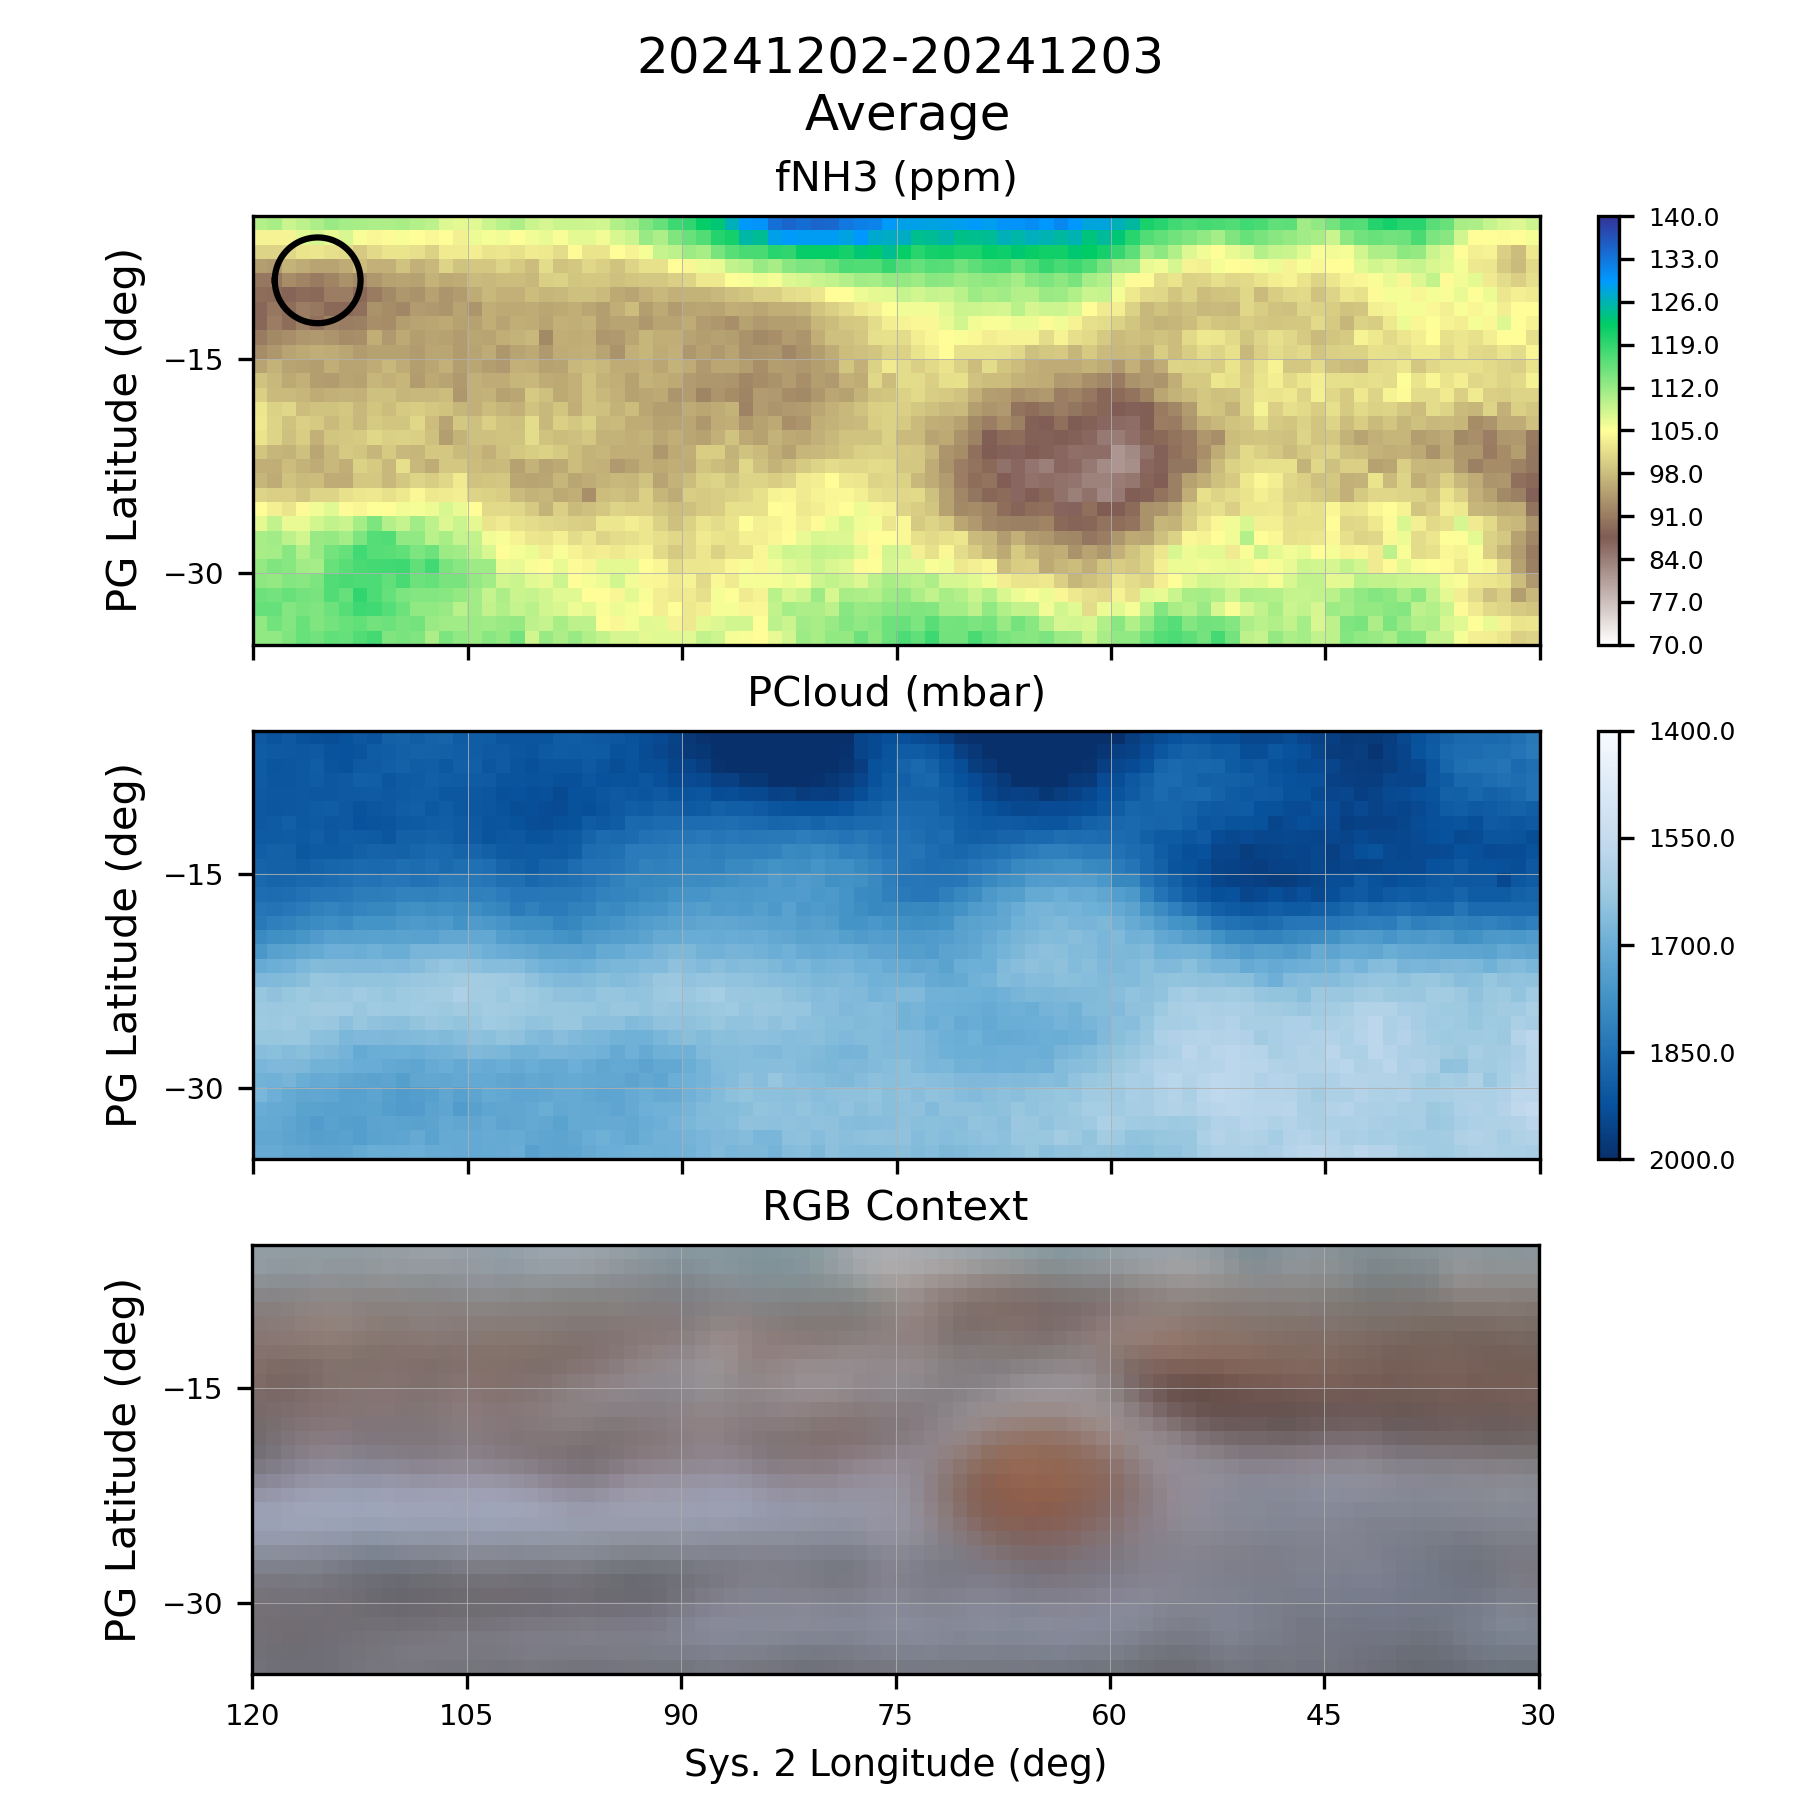 20241202-20241203
Average
fNH3 (ppm)
PG Latitude (deg)
−15
−30
140.0
133.0
126.0
119.0
112.0
105.0
98.0
91.0
84.0
77.0
70.0
PCloud (mbar)
PG Latitude (deg)
−15
−30
1400.0
1550.0
1700.0
1850.0
2000.0
RGB Context
PG Latitude (deg)
−15
−30
120 105 90 75 60 45 30
Sys. 2 Longitude (deg)